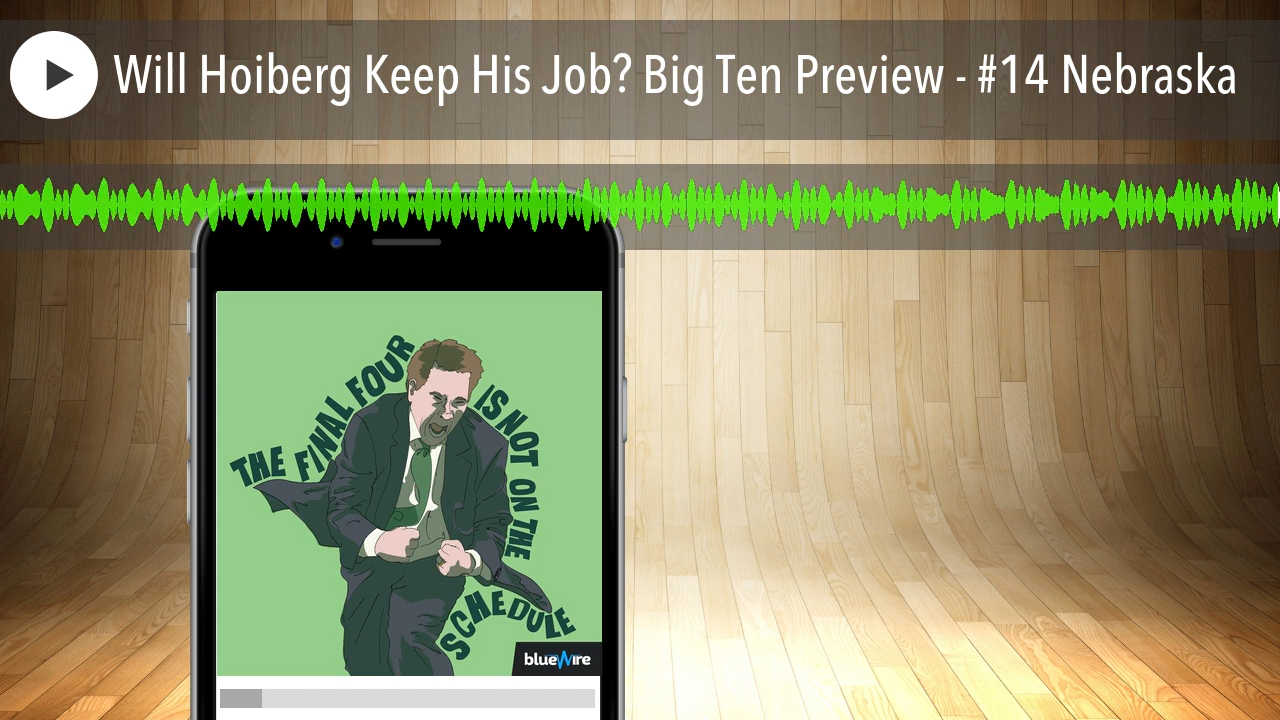 Will Hoiberg Keep His Job? Big Ten Preview - #14 Nebraska
THE FINAL FOUR
IS NOT ON THE
SCHEDULE
blueWire